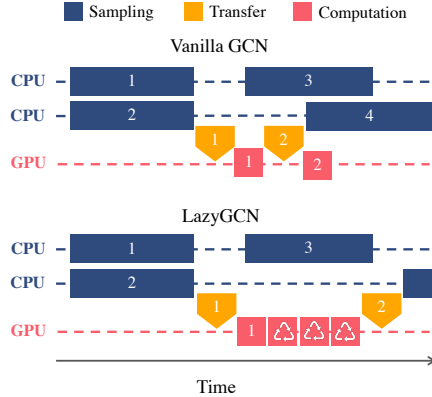 Sampling Transfer Computation
Vanilla GCN
CPU 1 3
CPU 2 4
1 2
GPU 1 2
LazyGCN
CPU 1 3
CPU 2
1 2
GPU 1
Time